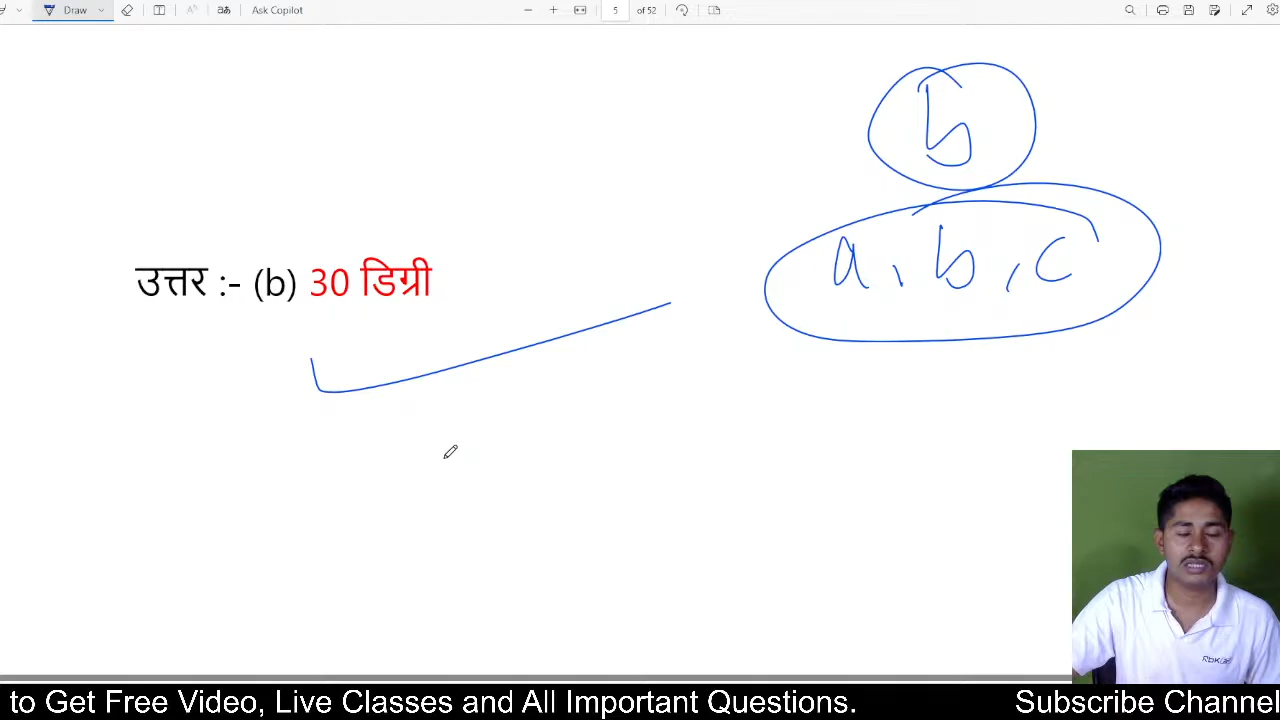 Draw Ask Copilot 5 of 52
b
a, b, c
उत्तर :- (b) 30 डिग्री
to Get Free Video, Live Classes and All Important Questions. Subscribe Channel